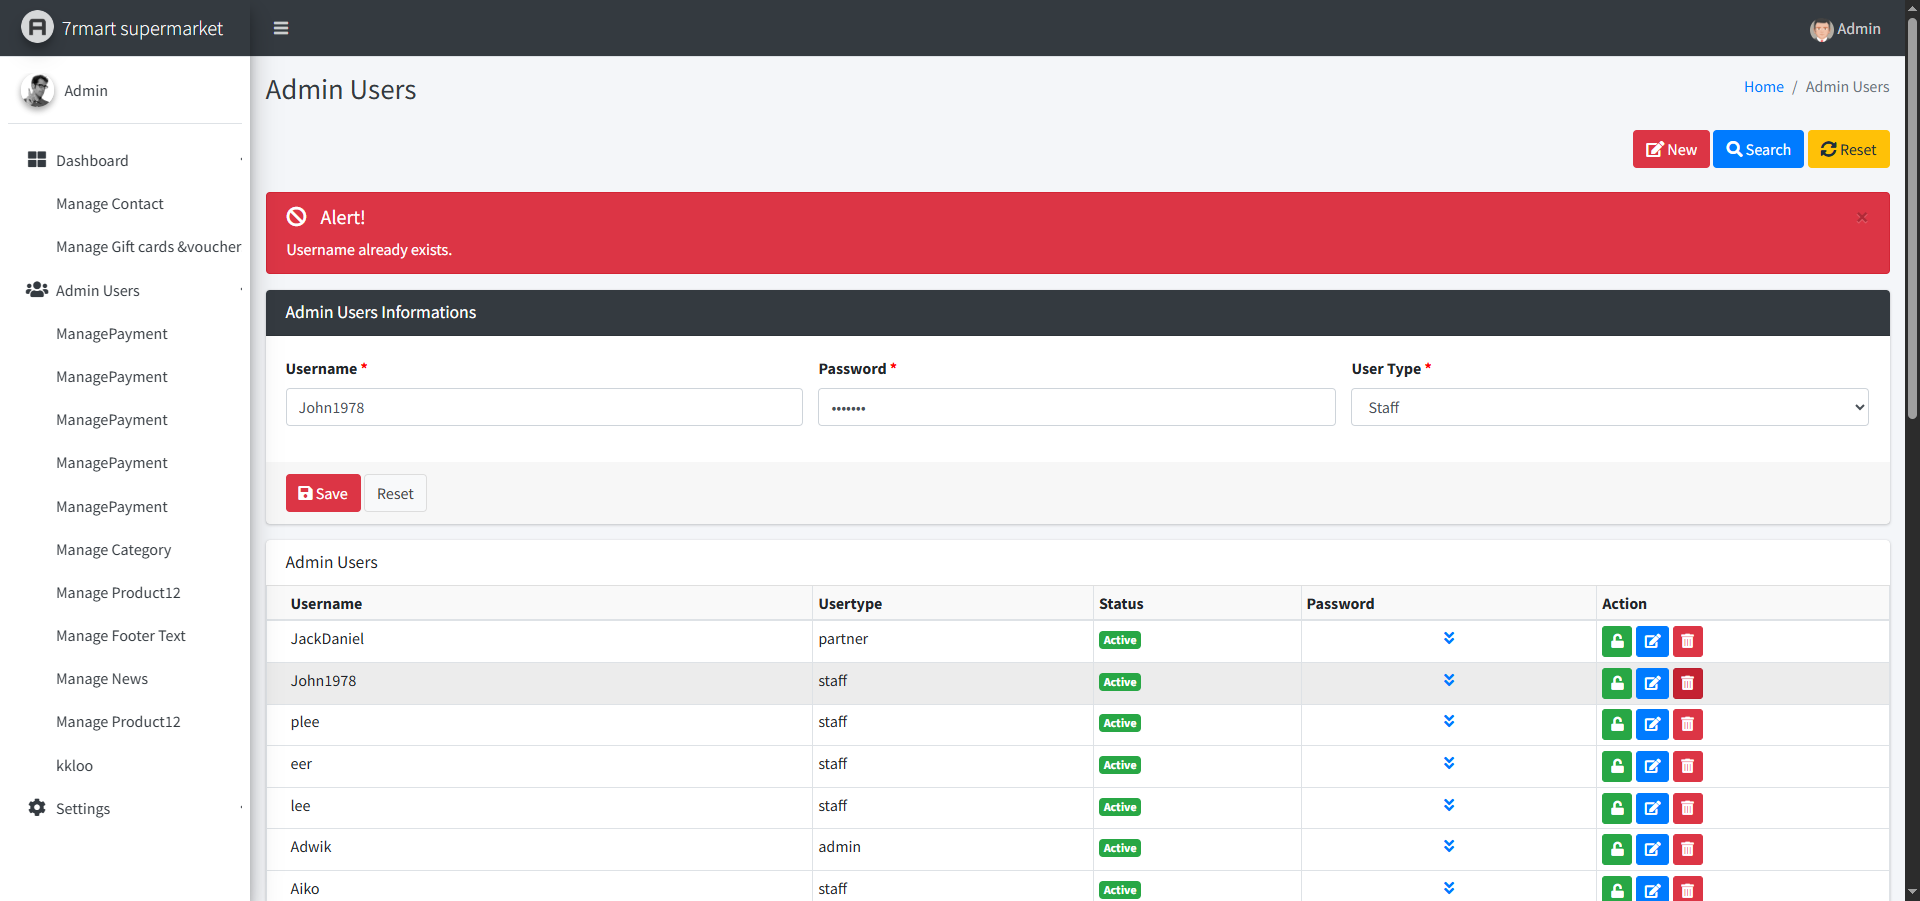 7rmart supermarket
Admin
Admin
Dashboard
Manage Contact
Manage Gift cards &voucher
Admin Users
ManagePayment
ManagePayment
ManagePayment
ManagePayment
ManagePayment
Manage Category
Manage Product12
Manage Footer Text
Manage News
Manage Product12
kkloo
Settings
Admin Users
Home / Admin Users
New Search Reset
Alert! ×
Username already exists.
Admin Users Informations
Username * Password * User Type *
John1978 ••••••• Staff
Save Reset
Admin Users
Username Usertype Status Password Action
JackDaniel partner Active
John1978 staff Active
plee staff Active
eer staff Active
lee staff Active
Adwik admin Active
Aiko staff Active